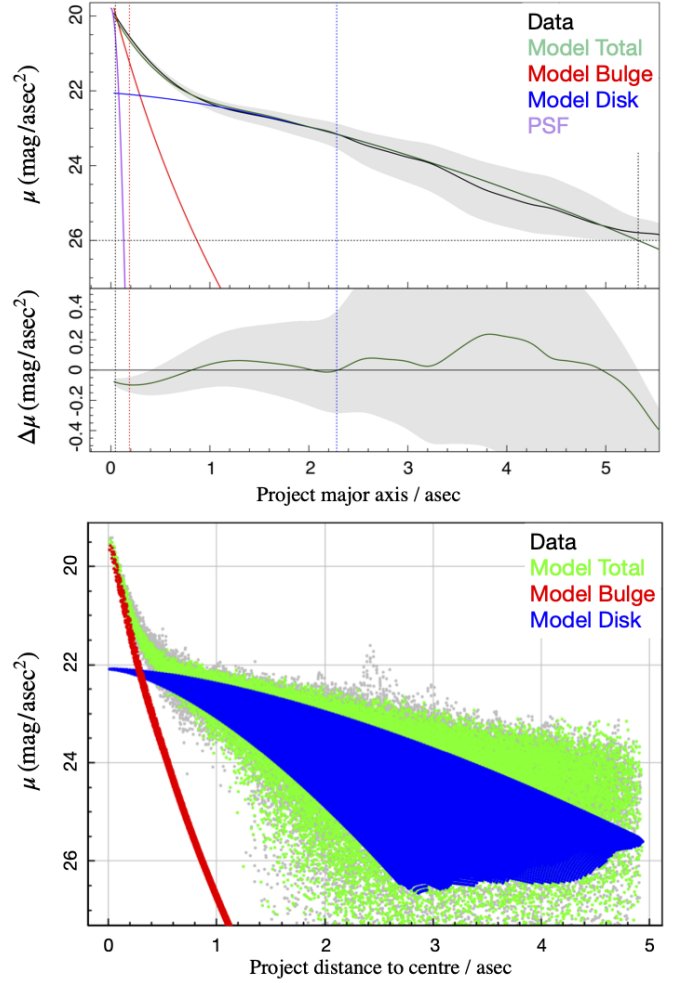 Data
Model Total
Model Bulge
Model Disk
PSF
μ (mag/asec²)
20
22
24
26
Δμ (mag/asec²)
0.4
0.2
0
-0.2
-0.4
0 1 2 3 4 5
Project major axis / asec
Data
Model Total
Model Bulge
Model Disk
μ (mag/asec²)
20
22
24
26
0 1 2 3 4 5
Project distance to centre / asec